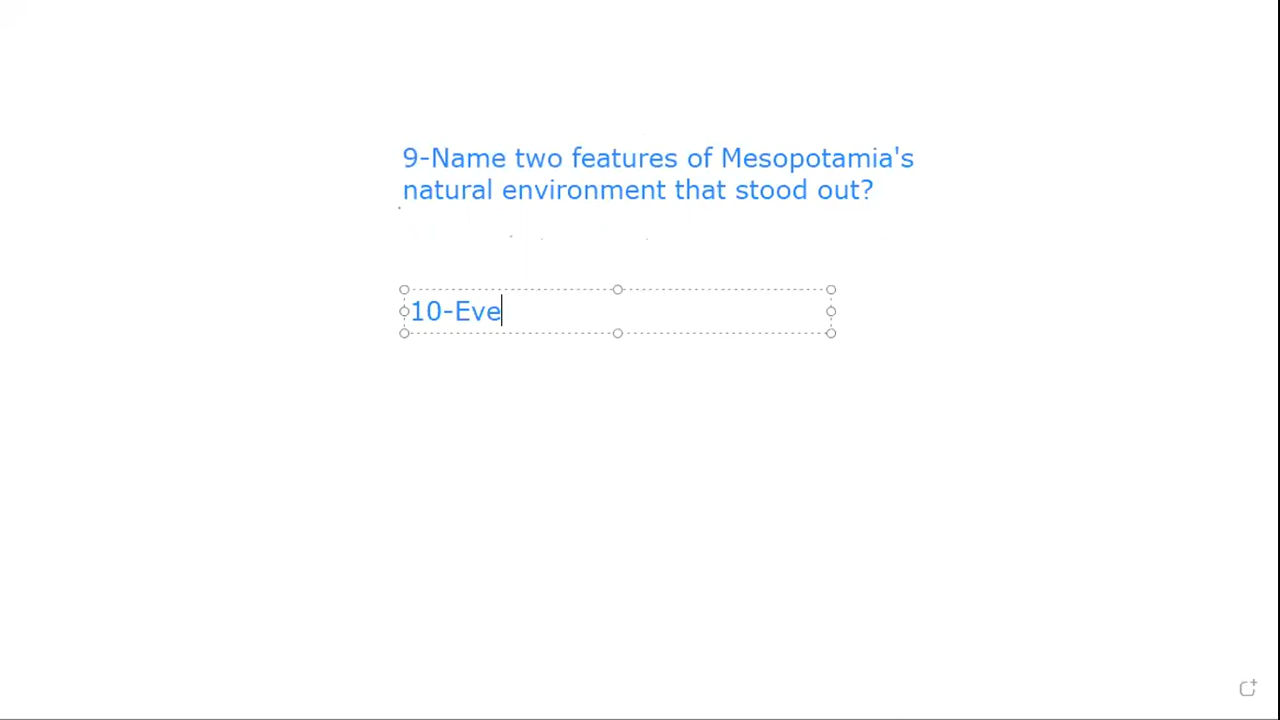 9-Name two features of Mesopotamia's
natural environment that stood out?
10-Eve